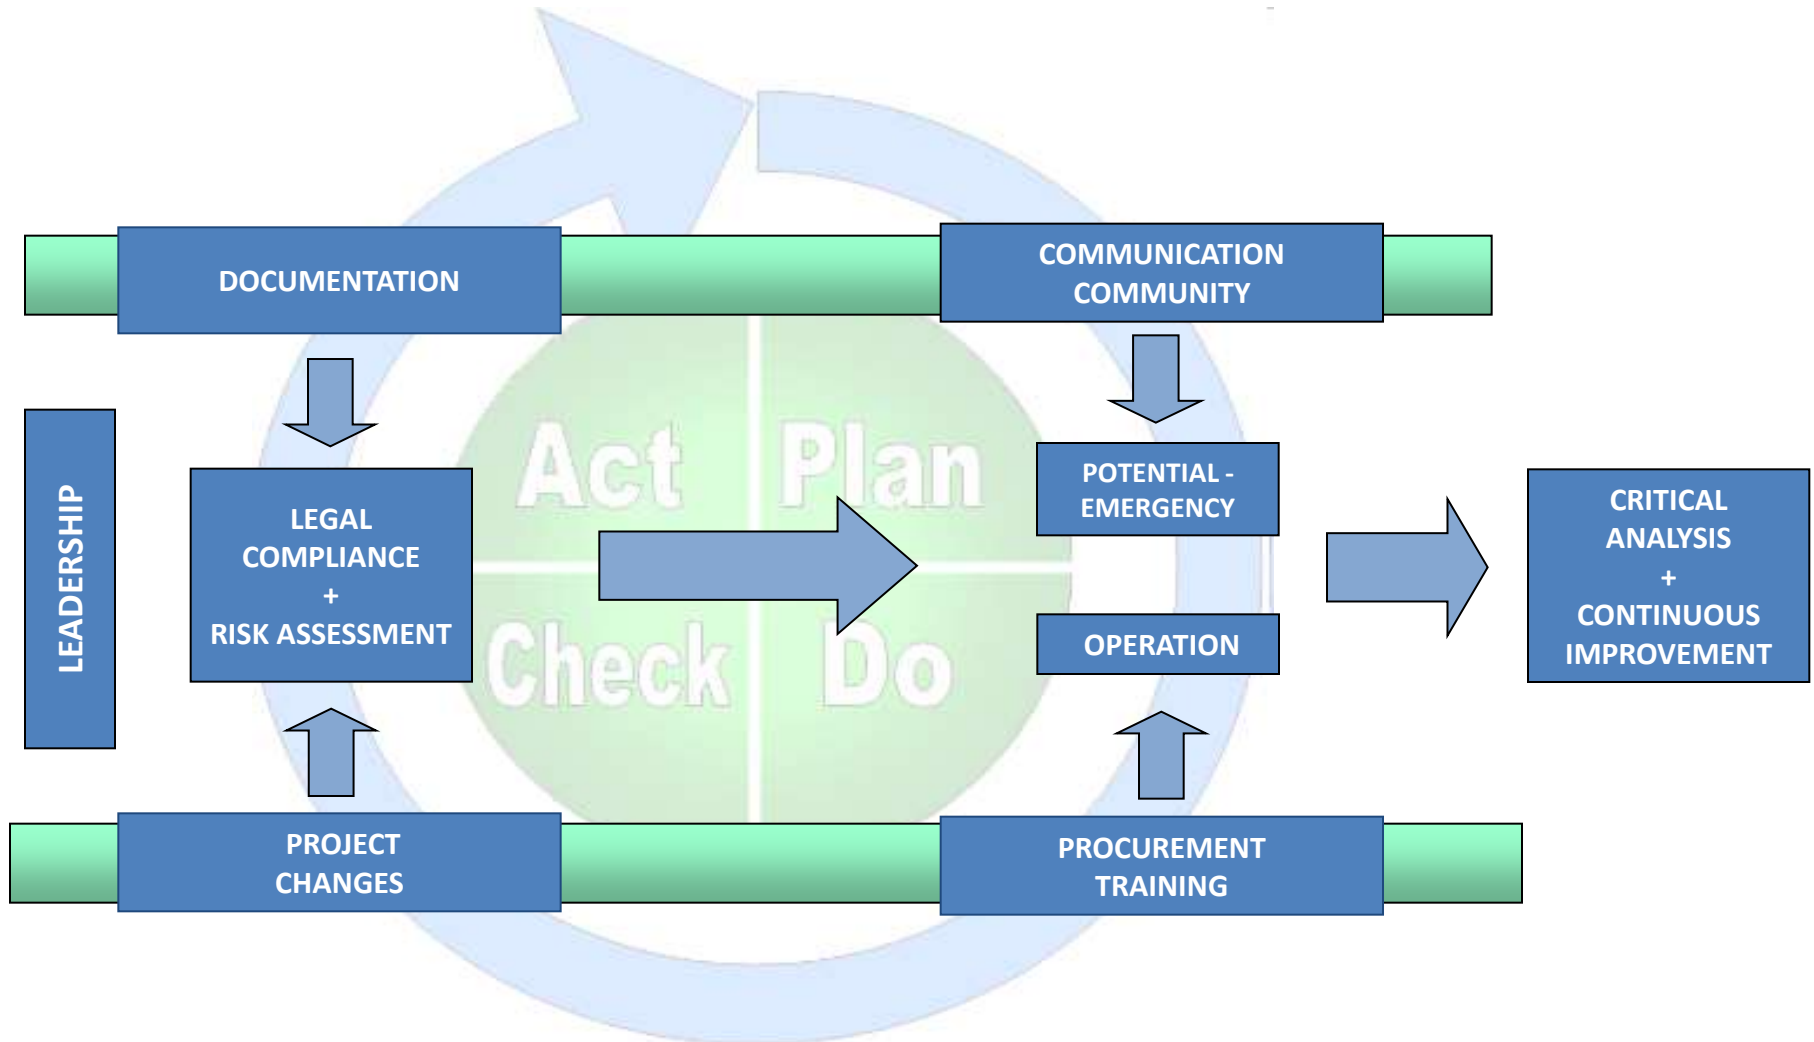 DOCUMENTATION
COMMUNICATION
COMMUNITY
LEADERSHIP
LEGAL
COMPLIANCE
+
RISK ASSESSMENT
Act
Plan
Check
Do
POTENTIAL -
EMERGENCY
OPERATION
CRITICAL
ANALYSIS
+
CONTINUOUS
IMPROVEMENT
PROJECT
CHANGES
PROCUREMENT
TRAINING